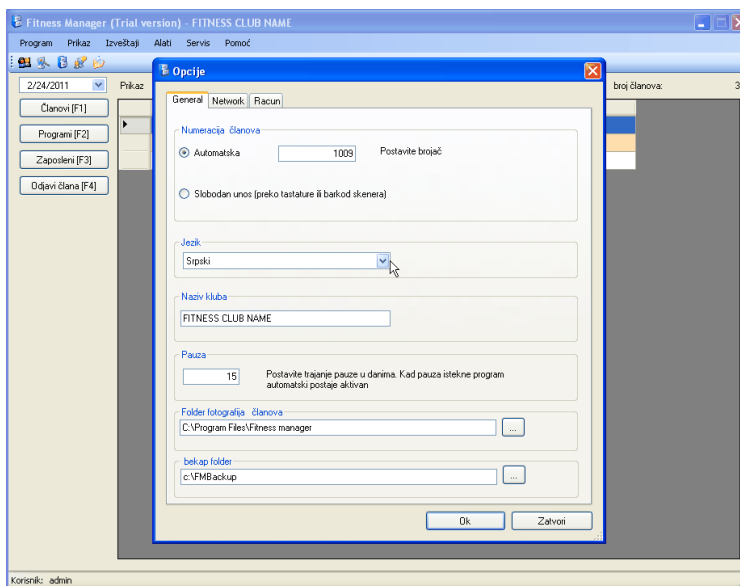 Fitness Manager (Trial version) - FITNESS CLUB NAME
Program Prikaz Izveštaji Alati Servis Pomoć
2/24/2011
Prikaz
broj članova: 3
Članovi [F1]
Programi [F2]
Zaposleni [F3]
Odjavi člana [F4]
Opcije
General Network Racun
Numeracija članova
Automatska 1009 Postavite brojač
Slobodan unos (preko tastature ili barkod skenera)
Jezik
Srpski
Naziv kluba
FITNESS CLUB NAME
Pauza
15 Postavite trajanje pauze u danima. Kad pauza istekne program
automatski postaje aktivan
Folder fotografija članova
C:\Program Files\Fitness manager
...
bekap folder
c:\FMBackup
...
Ok Zatvori
Korisnik: admin